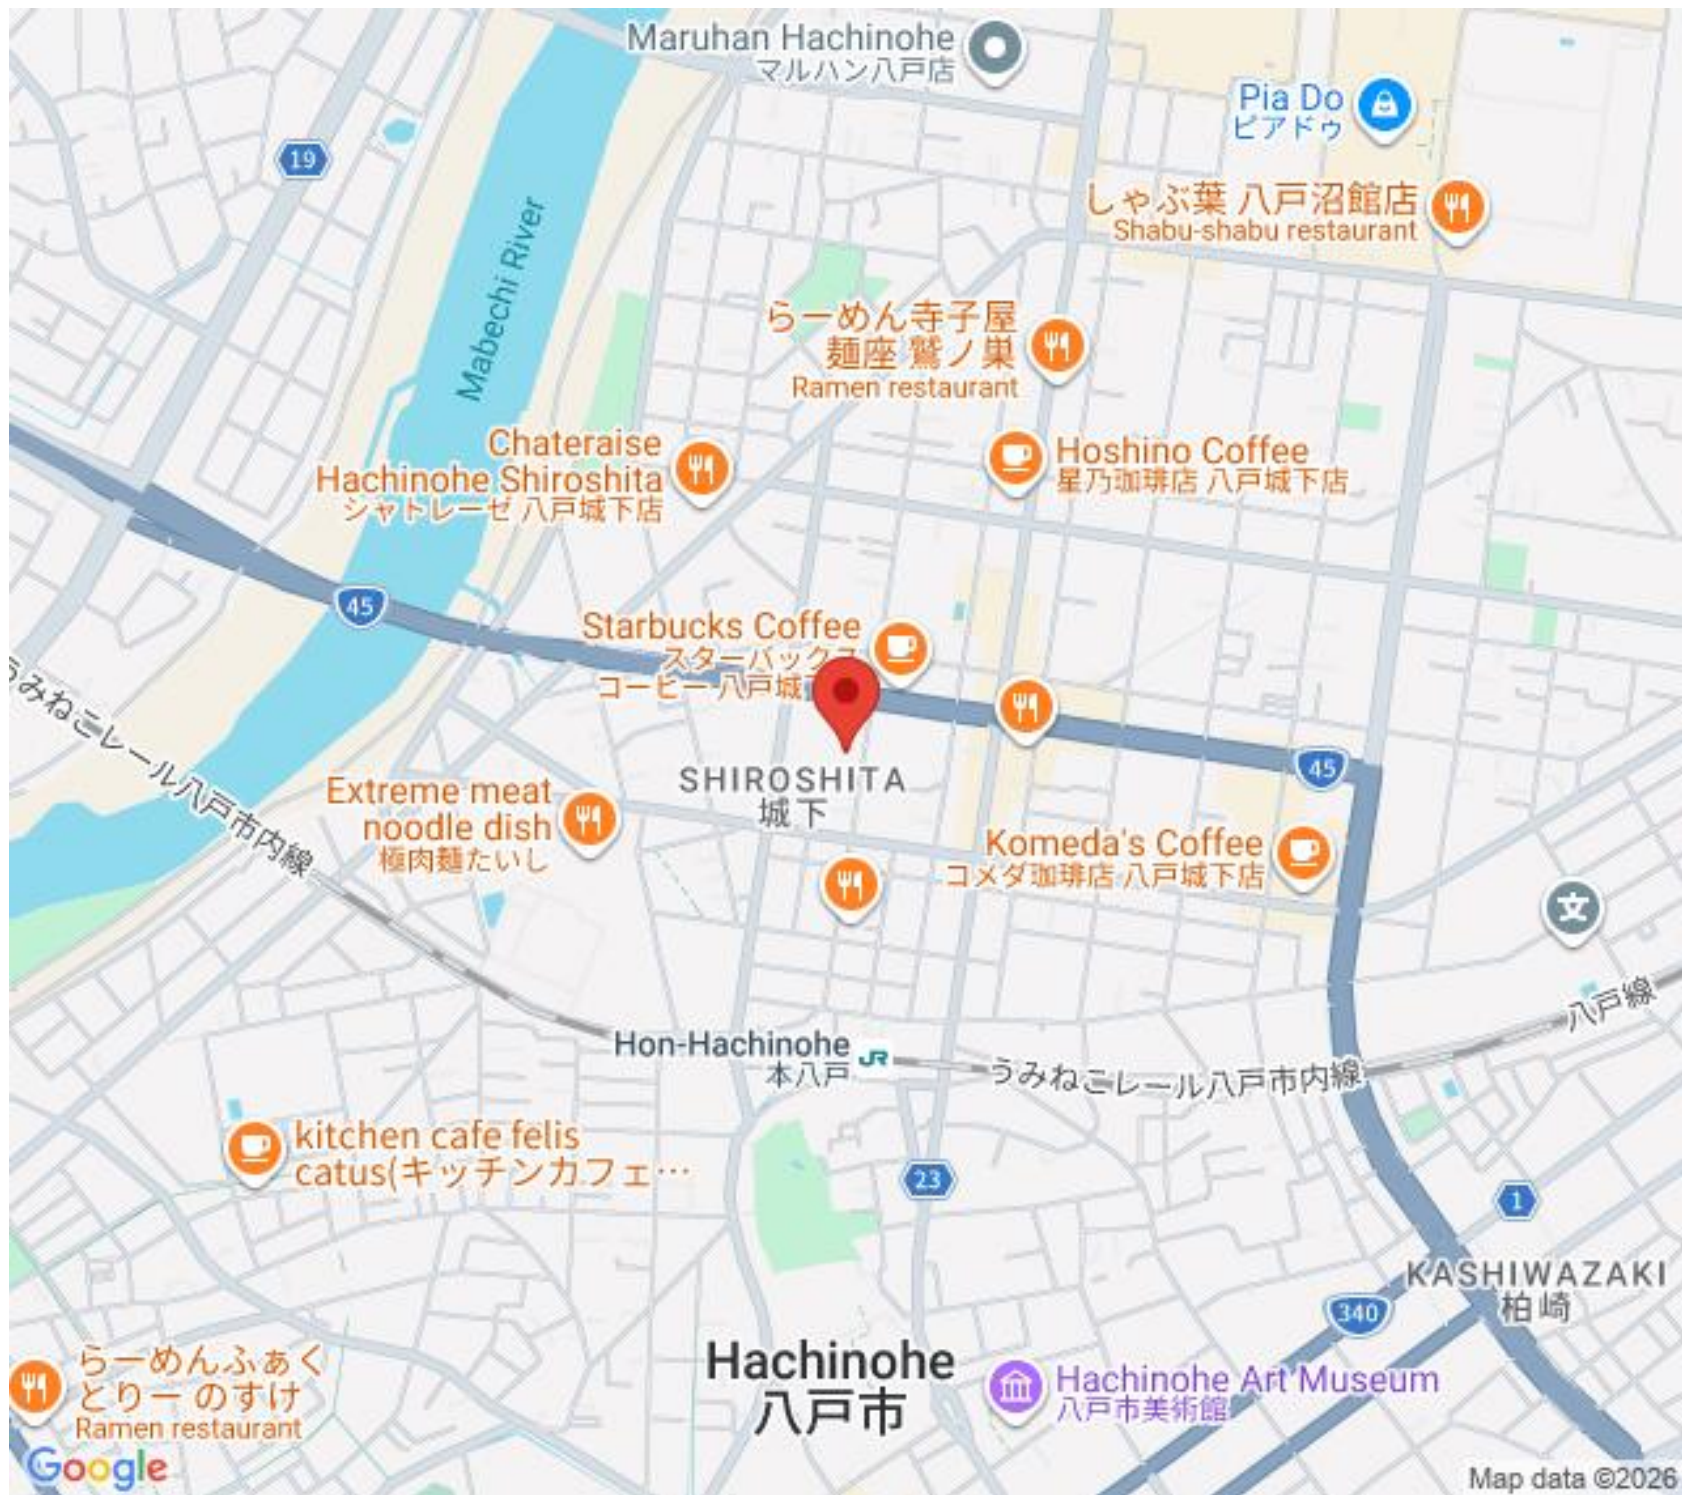 Maruhan Hachinohe
マルハン八戸店
Pia Do
ピアドゥ
19
しゃぶ葉 八戸沼館店
Shabu-shabu restaurant
Mabechi River
らーめん寺子屋
麺座 鷲ノ巣
Ramen restaurant
Chateraise
Hachinohe Shiroshita
シャトレーゼ 八戸城下店
Hoshino Coffee
星乃珈琲店 八戸城下店
45
Starbucks Coffee
スターバックス
コーヒー 八戸城
うみねこレール八戸市内線
SHIROSHITA
城下
45
Extreme meat
noodle dish
極肉麺たいし
Komeda's Coffee
コメダ珈琲店 八戸城下店
文
八戸線
Hon-Hachinohe
本八戸
JR
うみねこレール八戸市内線
kitchen cafe felis
catus(キッチンカフェ…
23
1
KASHIWAZAKI
柏崎
340
Hachinohe
八戸市
Hachinohe Art Museum
八戸市美術館
らーめんふぁく
とりー のすけ
Ramen restaurant
Google
Map data ©2026